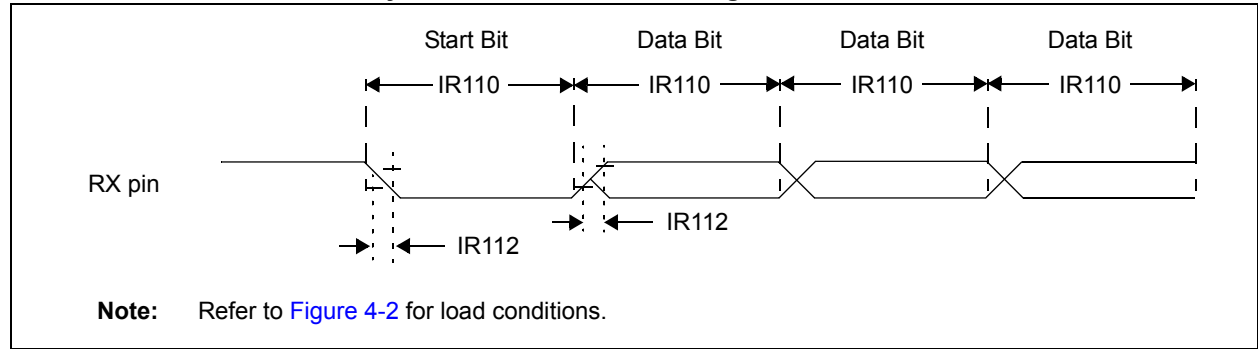 Start Bit Data Bit Data Bit Data Bit
IR110 IR110 IR110 IR110
RX pin
IR112
IR112
Note: Refer to Figure 4-2 for load conditions.